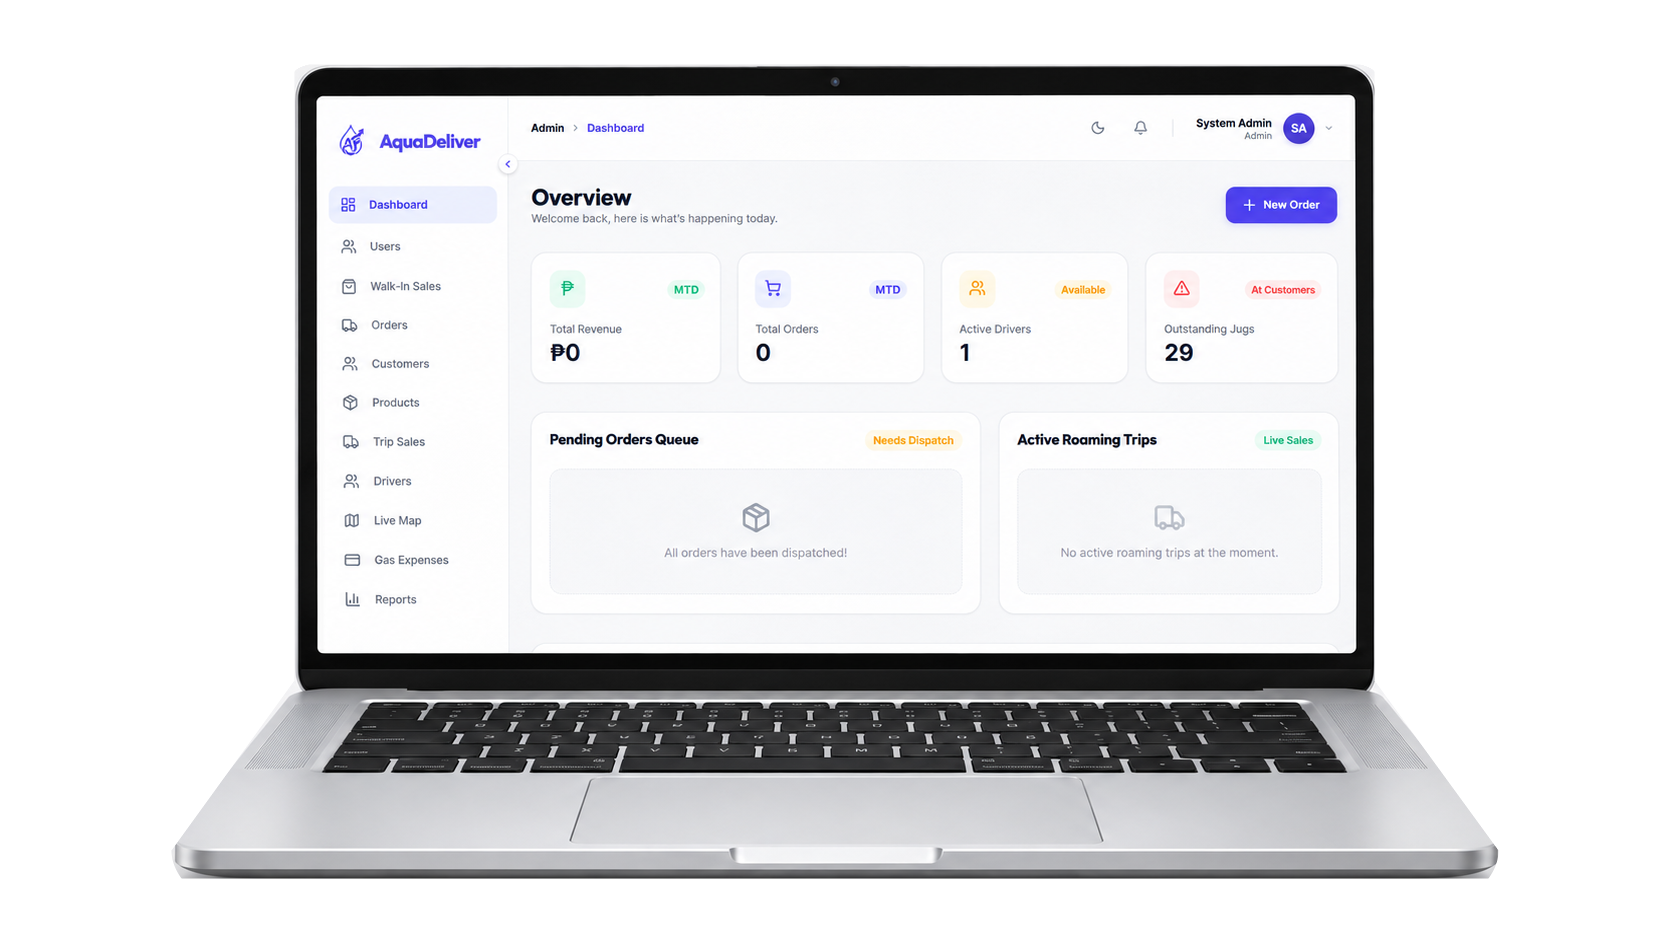 AquaDeliver
Dashboard
Users
Walk-In Sales
Orders
Customers
Products
Trip Sales
Drivers
Live Map
Gas Expenses
Reports
Admin > Dashboard
System Admin
Admin
SA
Overview
Welcome back, here is what's happening today.
+ New Order
₱
MTD
Total Revenue
₱0
MTD
Total Orders
0
Available
Active Drivers
1
At Customers
Outstanding Jugs
29
Pending Orders Queue
Needs Dispatch
All orders have been dispatched!
Active Roaming Trips
Live Sales
No active roaming trips at the moment.